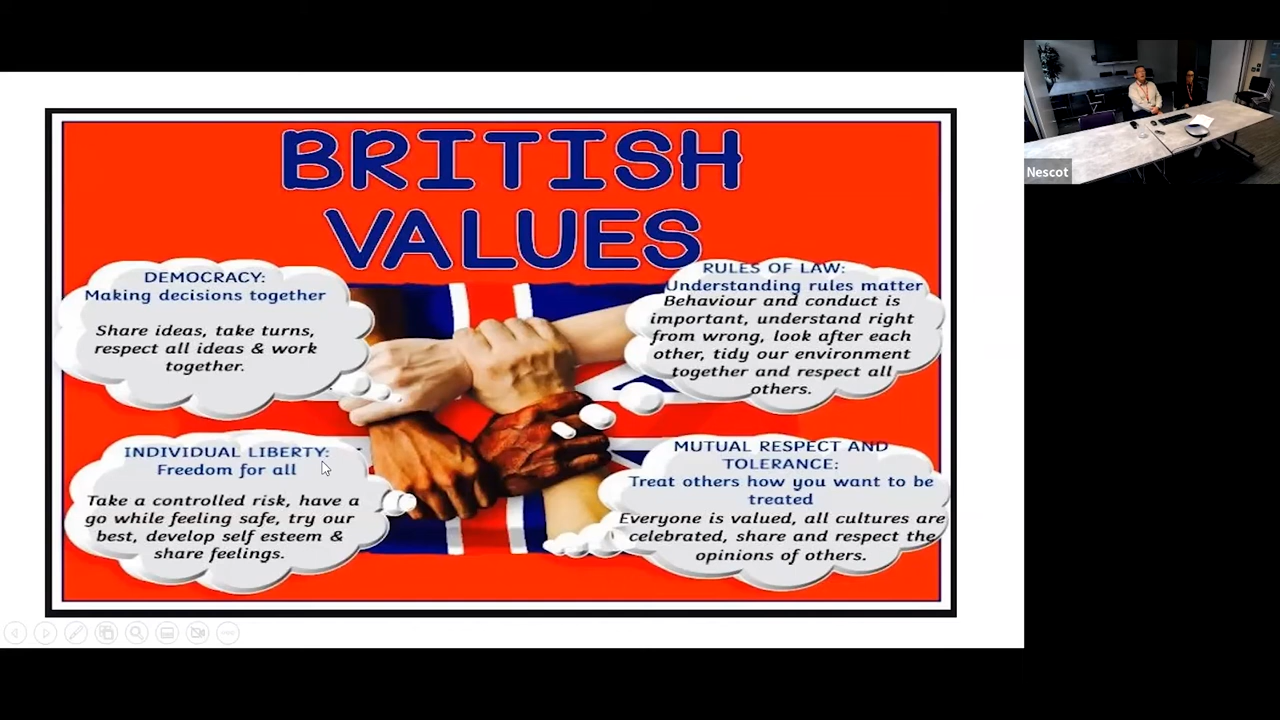 BRITISH
VALUES
DEMOCRACY:
Making decisions together
Share ideas, take turns,
respect all ideas & work
together.
RULES OF LAW:
Understanding rules matter
Behaviour and conduct is
important, understand right
from wrong, look after each
other, tidy our environment
together and respect all
others.
INDIVIDUAL LIBERTY:
Freedom for all
Take a controlled risk, have a
go while feeling safe, try our
best, develop self esteem &
share feelings.
MUTUAL RESPECT AND
TOLERANCE:
Treat others how you want to be
treated
Everyone is valued, all cultures are
celebrated, share and respect the
opinions of others.
Nescot